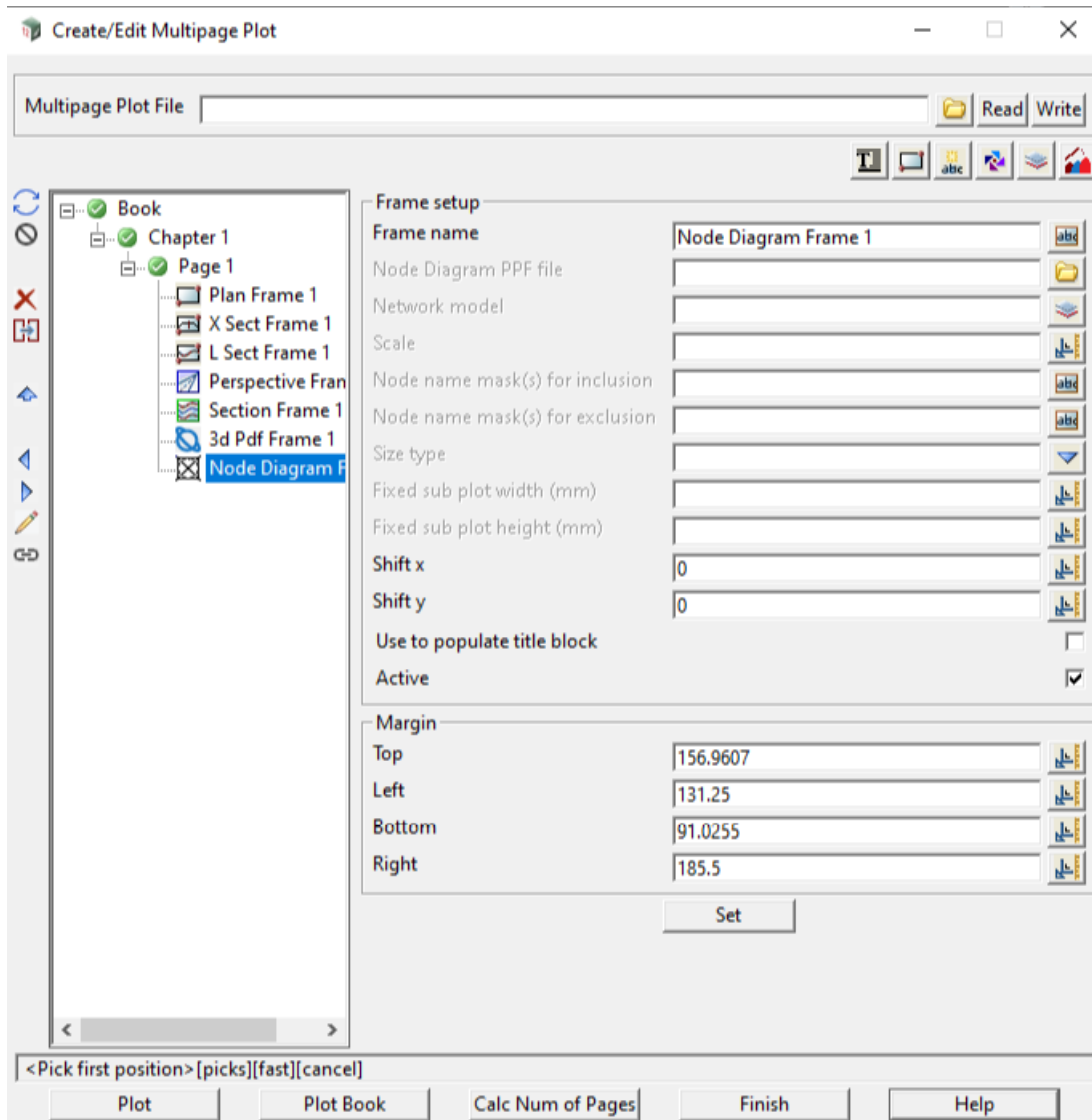 Create/Edit Multipage Plot
Multipage Plot File
Read Write
T abc
Book
Chapter 1
Page 1
Plan Frame 1
X Sect Frame 1
L Sect Frame 1
Perspective Fran
Section Frame 1
3d Pdf Frame 1
Node Diagram F
Frame setup
Frame name Node Diagram Frame 1 abc
Node Diagram PPF file
Network model
Scale
Node name mask(s) for inclusion abc
Node name mask(s) for exclusion abc
Size type
Fixed sub plot width (mm)
Fixed sub plot height (mm)
Shift x 0
Shift y 0
Use to populate title block
Active
Margin
Top 156.9607
Left 131.25
Bottom 91.0255
Right 185.5
Set
<Pick first position>[picks][fast][cancel]
Plot Plot Book Calc Num of Pages Finish Help